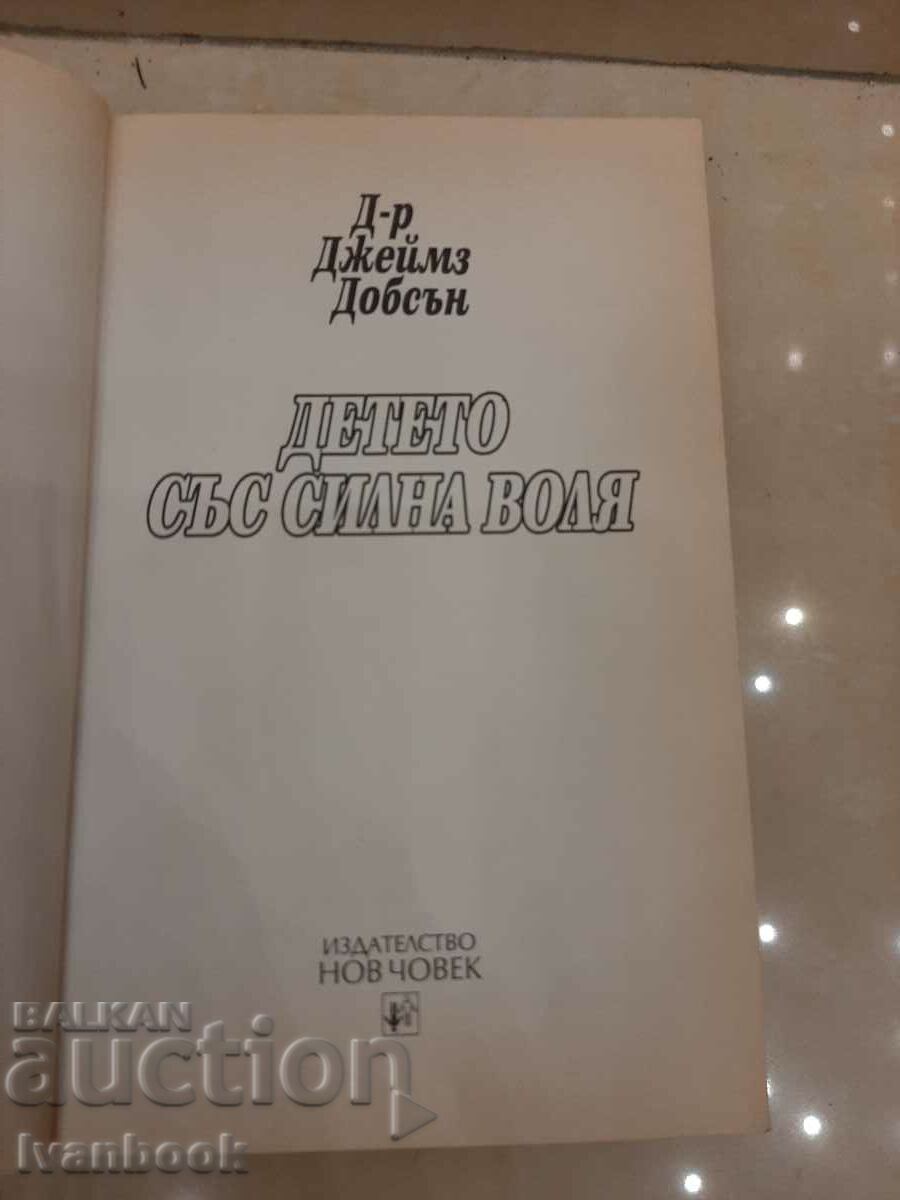 Д-р
Джеймз
Добсън
ДЕТЕТО
СЪС СИЛНА ВОЛЯ
ИЗДАТЕЛСТВО
НОВ ЧОВЕК
BALKAN
auction
Ivanbook